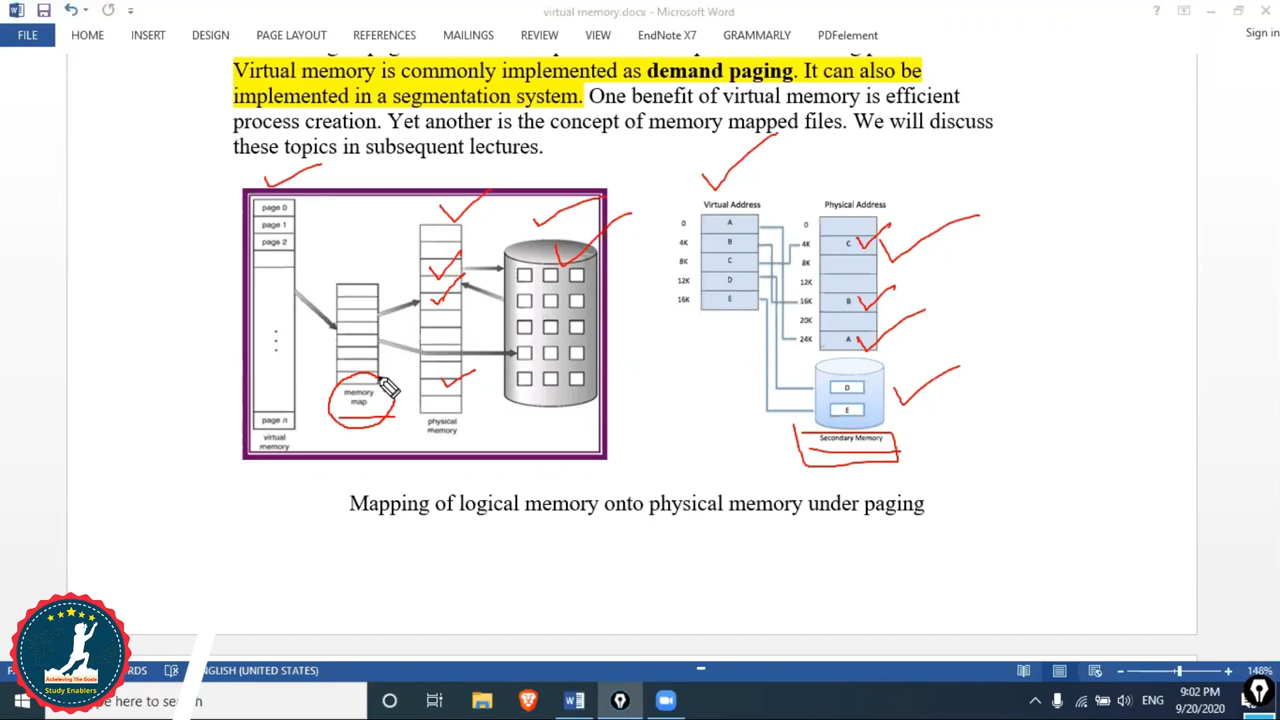 virtual memory.docx - Microsoft Word
Sign in
FILE HOME INSERT DESIGN PAGE LAYOUT REFERENCES MAILINGS REVIEW VIEW EndNote X7 GRAMMARLY PDFelement
Virtual memory is commonly implemented as demand paging. It can also be
implemented in a segmentation system. One benefit of virtual memory is efficient
process creation. Yet another is the concept of memory mapped files. We will discuss
these topics in subsequent lectures.
page 0
page 1
page 2
page n
virtual
memory
memory
map
physical
memory
Virtual Address
0 A
4K B
8K C
12K D
16K E
Physical Address
0
4K C
8K
12K
16K B
20K
24K A
D
E
Secondary Memory
Mapping of logical memory onto physical memory under paging
Acheieving The Goals
Study Enablers
ENGLISH (UNITED STATES)
148%
here to search
ENG
9:02 PM
9/20/2020